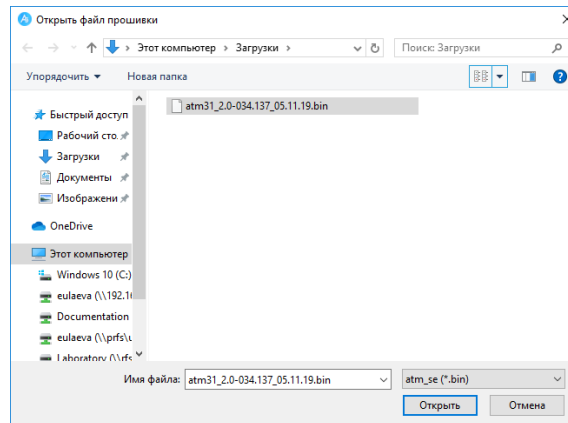 Открыть файл прошивки
Этот компьютер > Загрузки >
Поиск: Загрузки
Упорядочить
Новая папка
Быстрый доступ
Рабочий сто.
Загрузки
Документы
Изображени
OneDrive
Этот компьютер
Windows 10 (C:)
eulaeva (\\192.1
Documentation
eulaeva (\\prfs\
Laboratory (\\rfs
atm31_2.0-034.137_05.11.19.bin
Имя файла: atm31_2.0-034.137_05.11.19.bin
atm_se (*.bin)
Открыть
Отмена